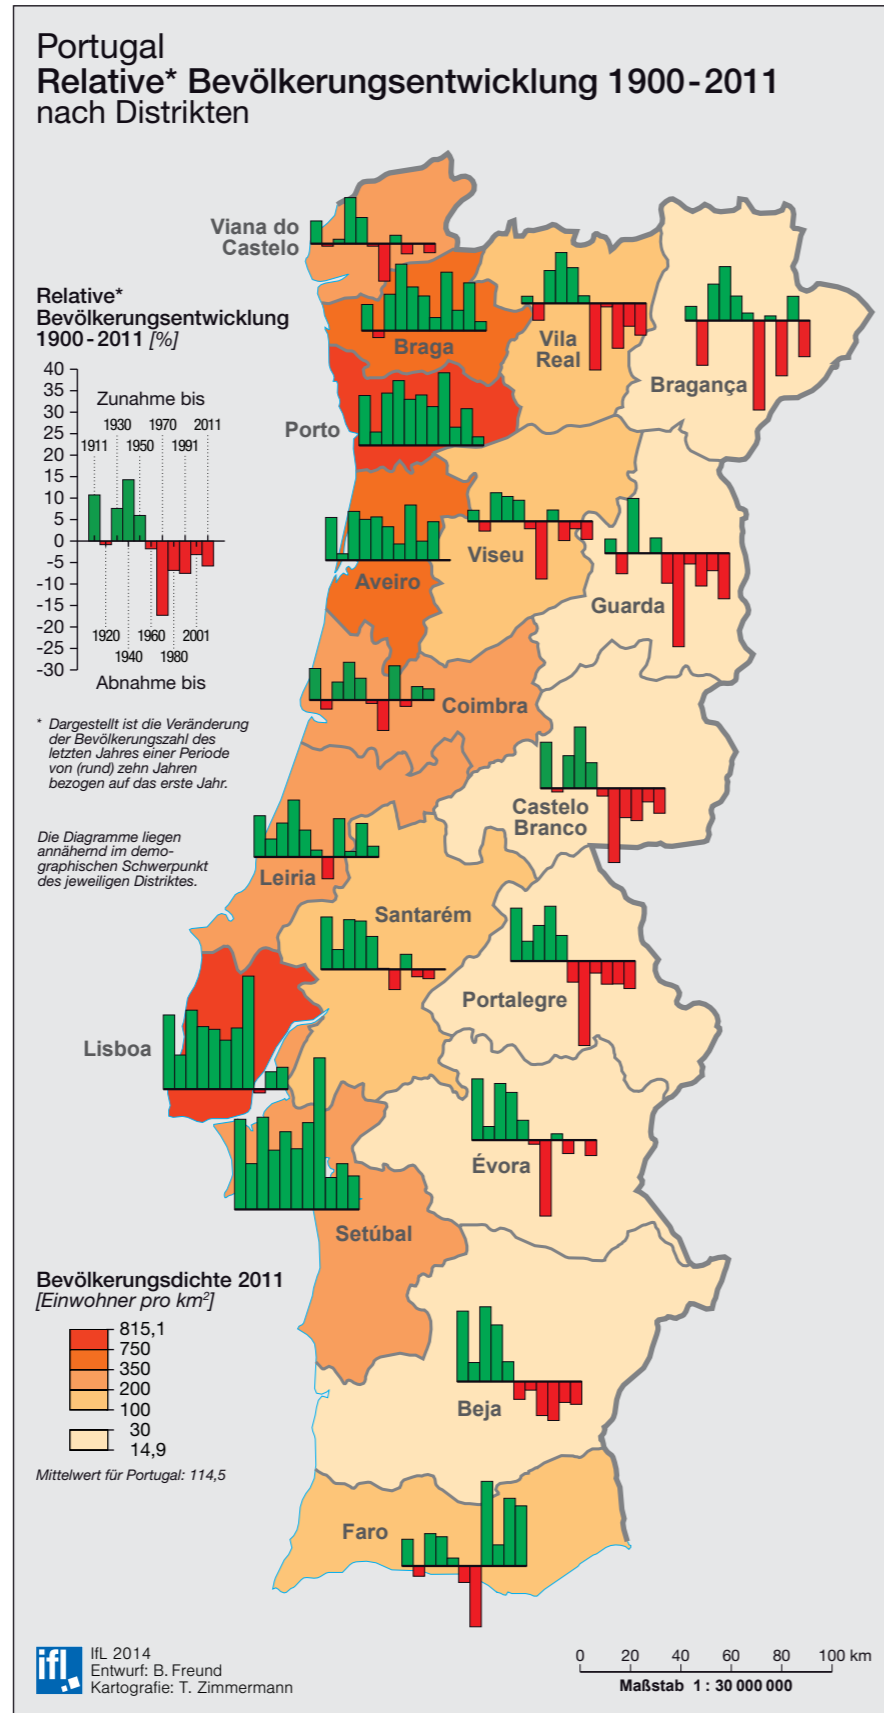 Portugal
Relative* Bevölkerungsentwicklung 1900-2011
nach Distrikten
Viana do
Castelo
Braga
Vila
Real
Bragança
Porto
Relative*
Bevölkerungsentwicklung
1900-2011 [%]
40
35
30
25
20
15
10
5
0
-5
-10
-15
-20
-25
-30
Zunahme bis
1930 1970 2011
1911 1950 1991
1920 1960 2001
1940 1980
Abnahme bis
Aveiro
Viseu
Guarda
Coimbra
* Dargestellt ist die Veränderung
der Bevölkerungszahl des
letzten Jahres einer Periode
von (rund) zehn Jahren
bezogen auf das erste Jahr.
Die Diagramme liegen
annähernd im demo-
graphischen Schwerpunkt
des jeweiligen Distriktes.
Castelo
Branco
Leiria
Santarém
Portalegre
Lisboa
Évora
Setúbal
Bevölkerungsdichte 2011
[Einwohner pro km²]
815,1
750
350
200
100
30
14,9
Mittelwert für Portugal: 114,5
Beja
Faro
ifl
IfL 2014
Entwurf: B. Freund
Kartografie: T. Zimmermann
0 20 40 60 80 100 km
Maßstab 1 : 30 000 000